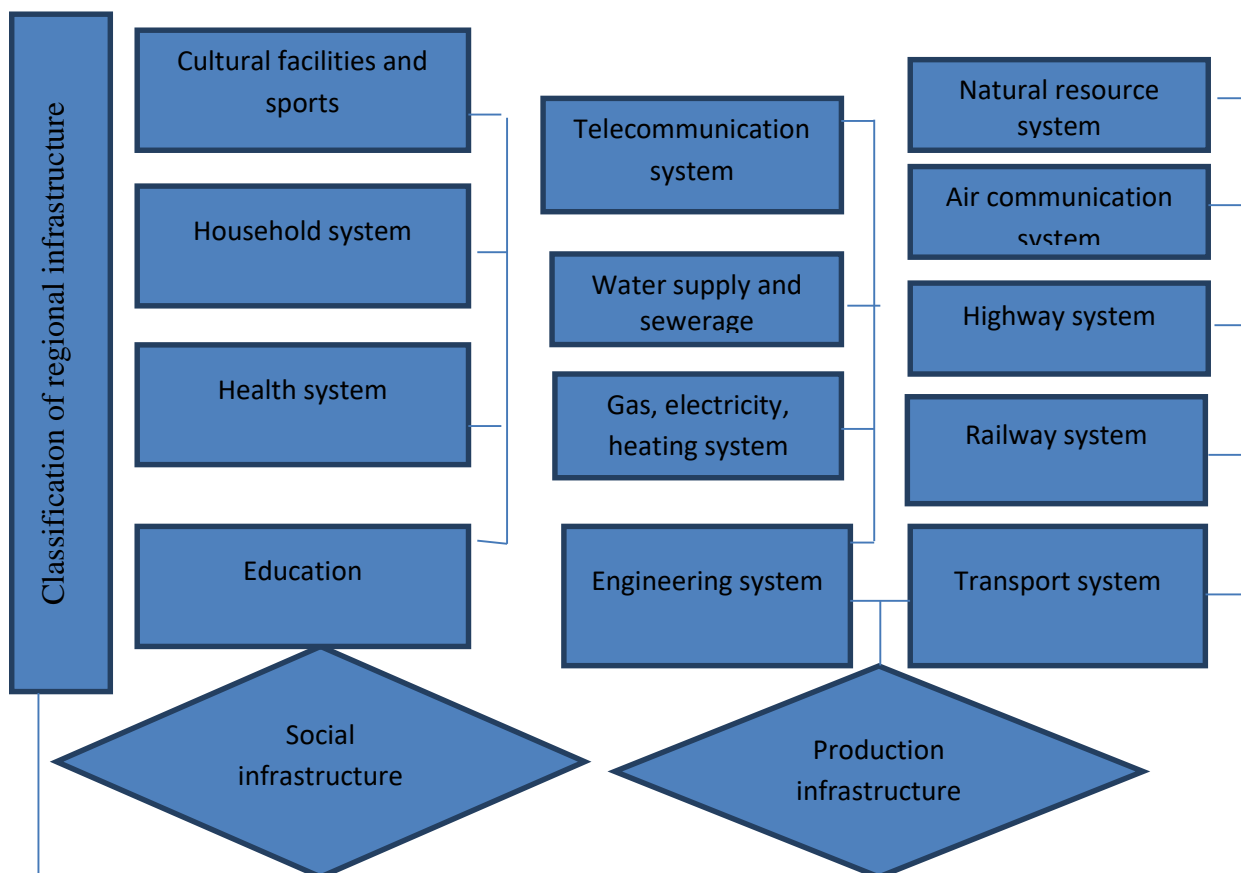 Classification of regional infrastructure
Cultural facilities and
sports
Household system
Health system
Education
Social
infrastructure
Telecommunication
system
Water supply and
sewerage
Gas, electricity,
heating system
Engineering system
Natural resource
system
Air communication
system
Highway system
Railway system
Transport system
Production
infrastructure